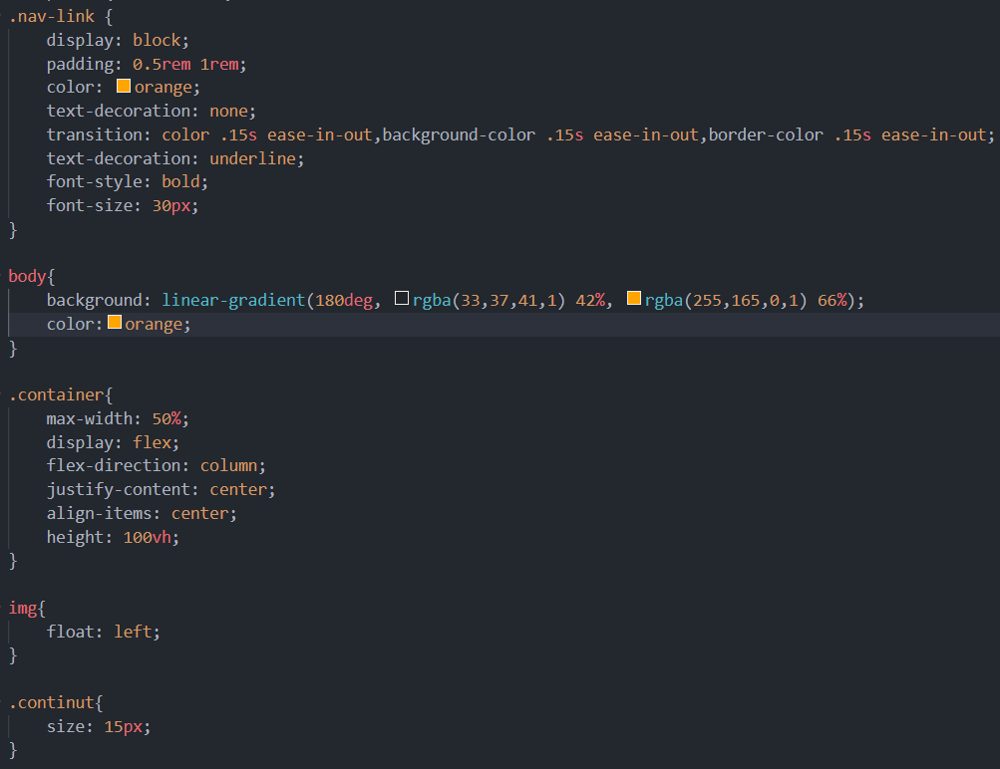 .nav-link {
    display: block;
    padding: 0.5rem 1rem;
    color: orange;
    text-decoration: none;
    transition: color .15s ease-in-out,background-color .15s ease-in-out,border-color .15s ease-in-out;
    text-decoration: underline;
    font-style: bold;
    font-size: 30px;
}

body{
    background: linear-gradient(180deg, rgba(33,37,41,1) 42%, rgba(255,165,0,1) 66%);
    color:orange;
}

.container{
    max-width: 50%;
    display: flex;
    flex-direction: column;
    justify-content: center;
    align-items: center;
    height: 100vh;
}

img{
    float: left;
}

.continut{
    size: 15px;
}